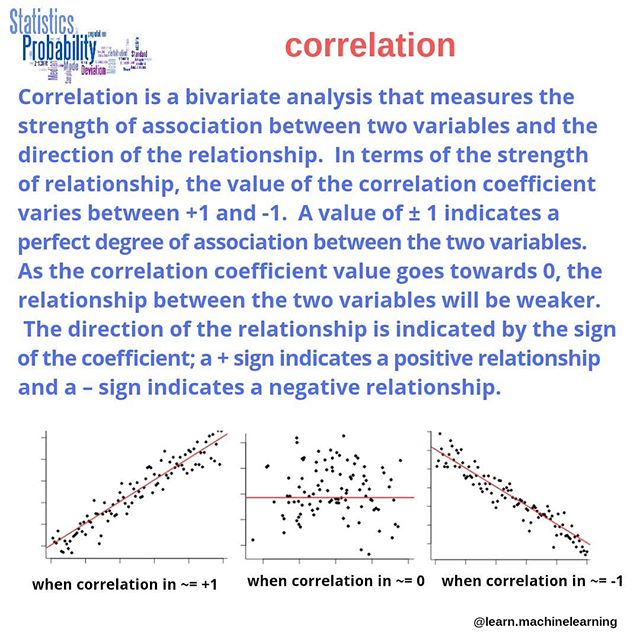 Statistics
Probability
Deviation
correlation
Correlation is a bivariate analysis that measures the
strength of association between two variables and the
direction of the relationship. In terms of the strength
of relationship, the value of the correlation coefficient
varies between +1 and -1. A value of ± 1 indicates a
perfect degree of association between the two variables.
As the correlation coefficient value goes towards 0, the
relationship between the two variables will be weaker.
The direction of the relationship is indicated by the sign
of the coefficient; a + sign indicates a positive relationship
and a – sign indicates a negative relationship.
when correlation in ~= +1
when correlation in ~= 0
when correlation in ~= -1
@learn.machinelearning